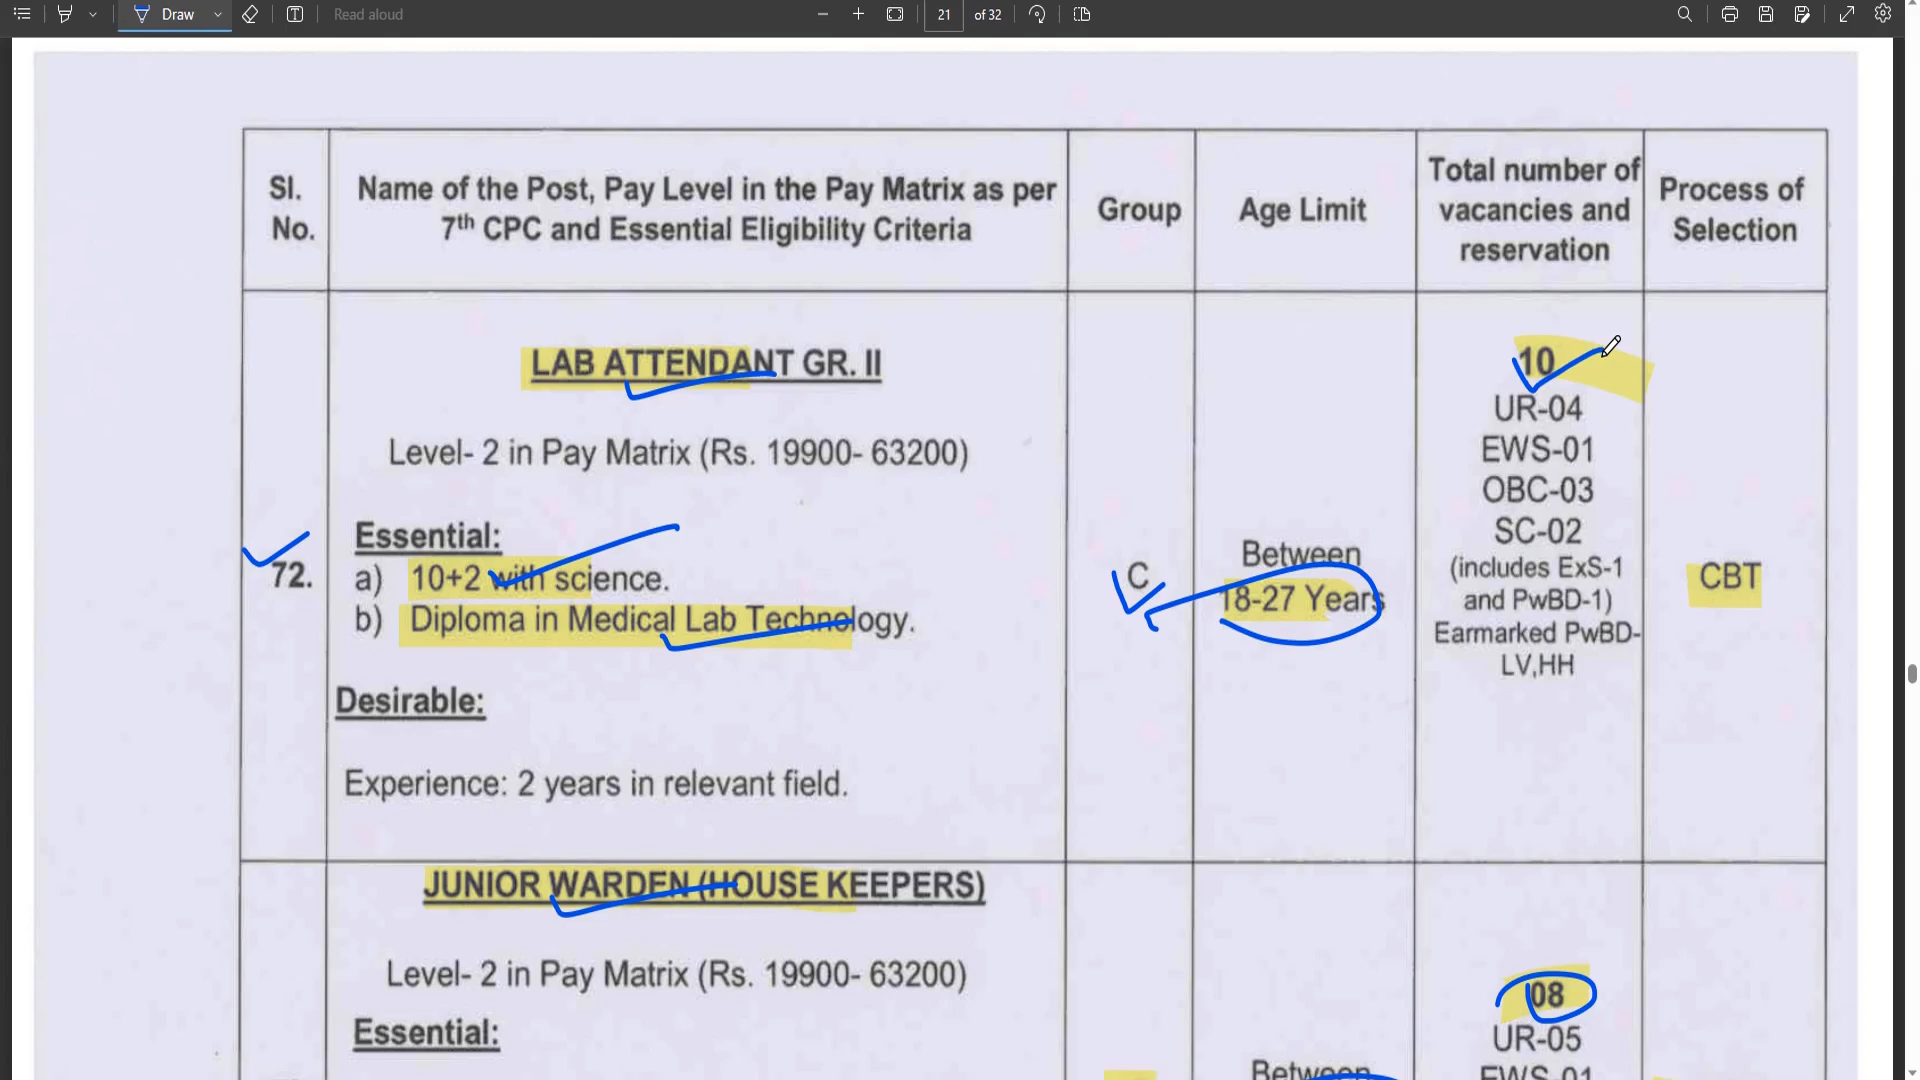 Draw
Read aloud
21
of 32
Sl. No.
Name of the Post, Pay Level in the Pay Matrix as per
7th CPC and Essential Eligibility Criteria
Group
Age Limit
Total number of
vacancies and
reservation
Process of
Selection
72.
LAB ATTENDANT GR. II
Level- 2 in Pay Matrix (Rs. 19900- 63200)
Essential:
a) 10+2 with science.
b) Diploma in Medical Lab Technology.
Desirable:
Experience: 2 years in relevant field.
C
Between
18-27 Years
10
UR-04
EWS-01
OBC-03
SC-02
(includes ExS-1
and PwBD-1)
Earmarked PwBD-
LV,HH
CBT
JUNIOR WARDEN (HOUSE KEEPERS)
Level- 2 in Pay Matrix (Rs. 19900- 63200)
Essential:
Between
08
UR-05
EWS-01